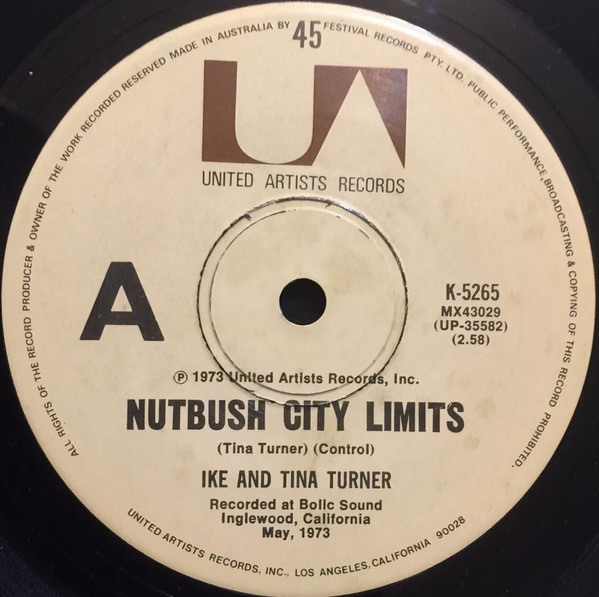 ALL RIGHTS OF THE RECORD PRODUCER & OWNER OF THE WORK RECORDED RESERVED MADE IN AUSTRALIA BY FESTIVAL RECORDS PTY. LTD. PUBLIC PERFORMANCE, BROADCASTING & COPYING OF THIS RECORD PROHIBITED.
45
UA
UNITED ARTISTS RECORDS
A
K-5265
MX43029
(UP-35582)
(2.58)
℗ 1973 United Artists Records, Inc.
NUTBUSH CITY LIMITS
(Tina Turner) (Control)
IKE AND TINA TURNER
Recorded at Bolic Sound
Inglewood, California
May, 1973
UNITED ARTISTS RECORDS, INC., LOS ANGELES, CALIFORNIA 90028